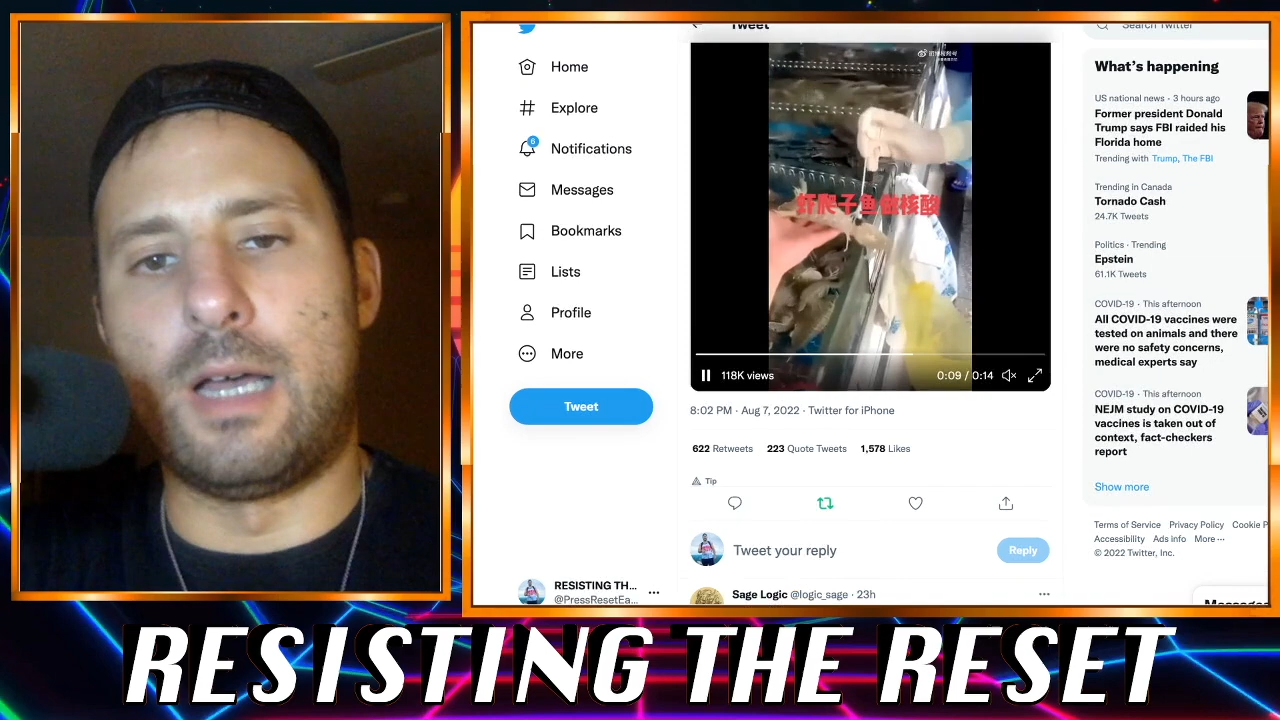 Home
Explore
6
Notifications
Messages
Bookmarks
Lists
Profile
More
Tweet
RESISTING TH...
@PressResetEa...
Tweet
虾爬子鱼做核酸
118K views
0:09 / 0:14
8:02 PM · Aug 7, 2022 · Twitter for iPhone
622 Retweets 223 Quote Tweets 1,578 Likes
Tip
Tweet your reply
Reply
Sage Logic @logic_sage · 23h
Search Twitter
What's happening
US national news · 3 hours ago
Former president Donald
Trump says FBI raided his
Florida home
Trending with Trump, The FBI
Trending in Canada
Tornado Cash
24.7K Tweets
Politics · Trending
Epstein
61.1K Tweets
COVID-19 · This afternoon
All COVID-19 vaccines were
tested on animals and there
were no safety concerns,
medical experts say
COVID-19 · This afternoon
NEJM study on COVID-19
vaccines is taken out of
context, fact-checkers
report
Show more
Terms of Service Privacy Policy Cookie P
Accessibility Ads info More ...
© 2022 Twitter, Inc.
Messages
RESISTING THE RESET